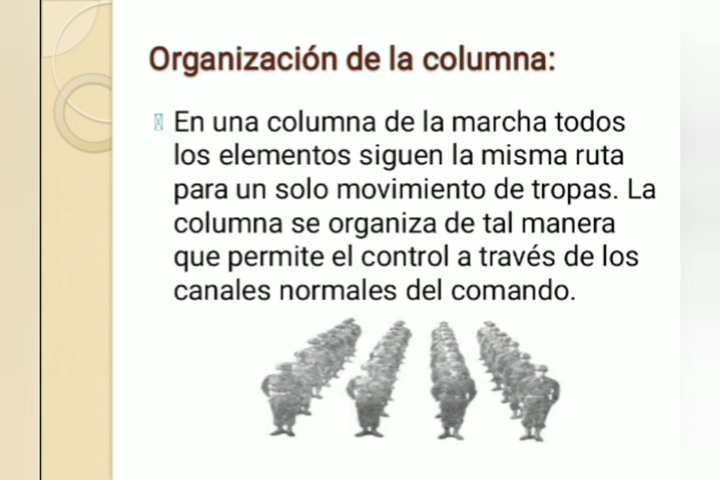 Organización de la columna:
En una columna de la marcha todos
los elementos siguen la misma ruta
para un solo movimiento de tropas. La
columna se organiza de tal manera
que permite el control a través de los
canales normales del comando.